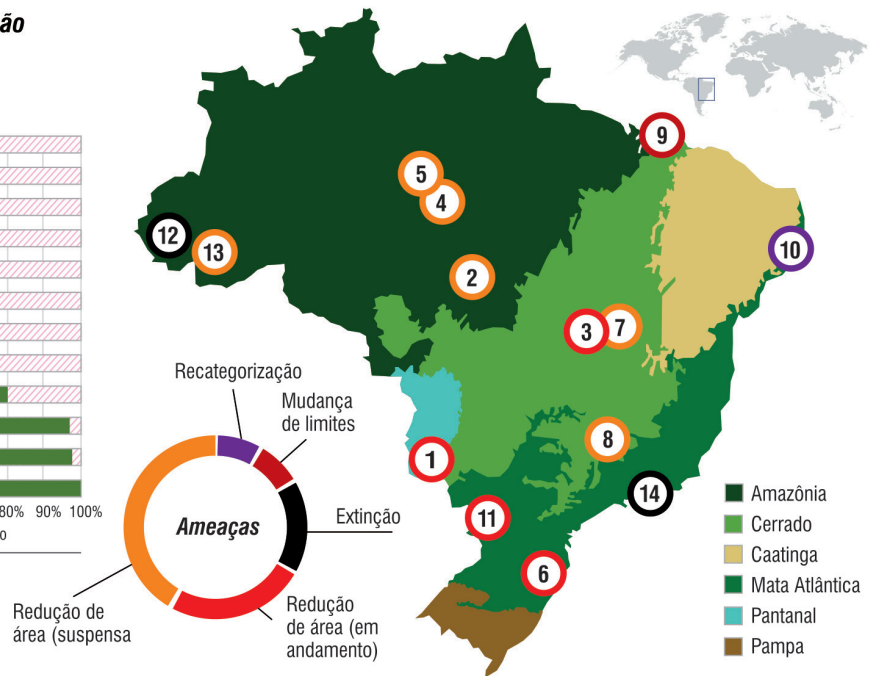 ão
80% 90% 100%
o
Recategorização
Mudança
de limites
Extinção
Ameaças
Redução de
área (suspensa
Redução
de área (em
andamento)
9
5
4
12
13
10
2
3
7
8
1
14
11
6
Amazônia
Cerrado
Caatinga
Mata Atlântica
Pantanal
Pampa